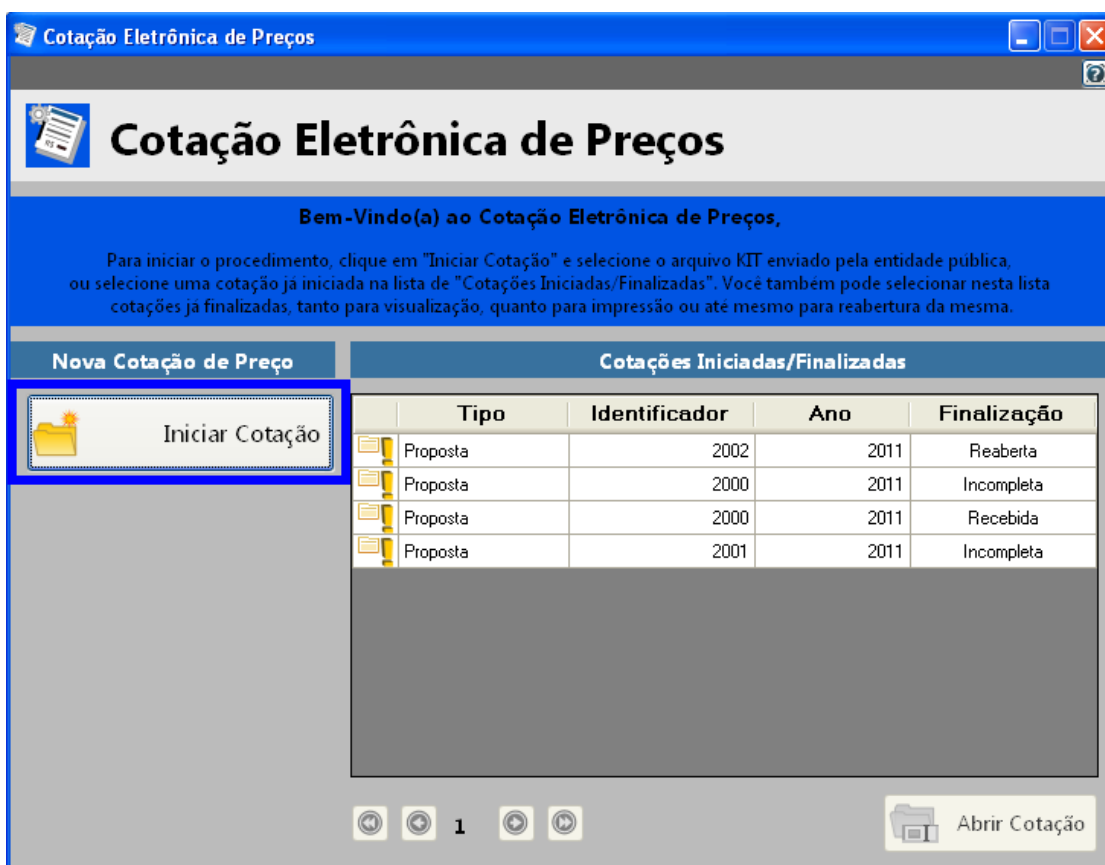 Cotação Eletrônica de Preços
Cotação Eletrônica de Preços
Bem-Vindo(a) ao Cotação Eletrônica de Preços,
Para iniciar o procedimento, clique em "Iniciar Cotação" e selecione o arquivo KIT enviado pela entidade pública,
ou selecione uma cotação já iniciada na lista de "Cotações Iniciadas/Finalizadas". Você também pode selecionar nesta lista
cotações já finalizadas, tanto para visualização, quanto para impressão ou até mesmo para reabertura da mesma.
Nova Cotação de Preço
Cotações Iniciadas/Finalizadas
Iniciar Cotação
Tipo Identificador Ano Finalização
Proposta 2002 2011 Reaberta
Proposta 2000 2011 Incompleta
Proposta 2000 2011 Recebida
Proposta 2001 2011 Incompleta
1
Abrir Cotação